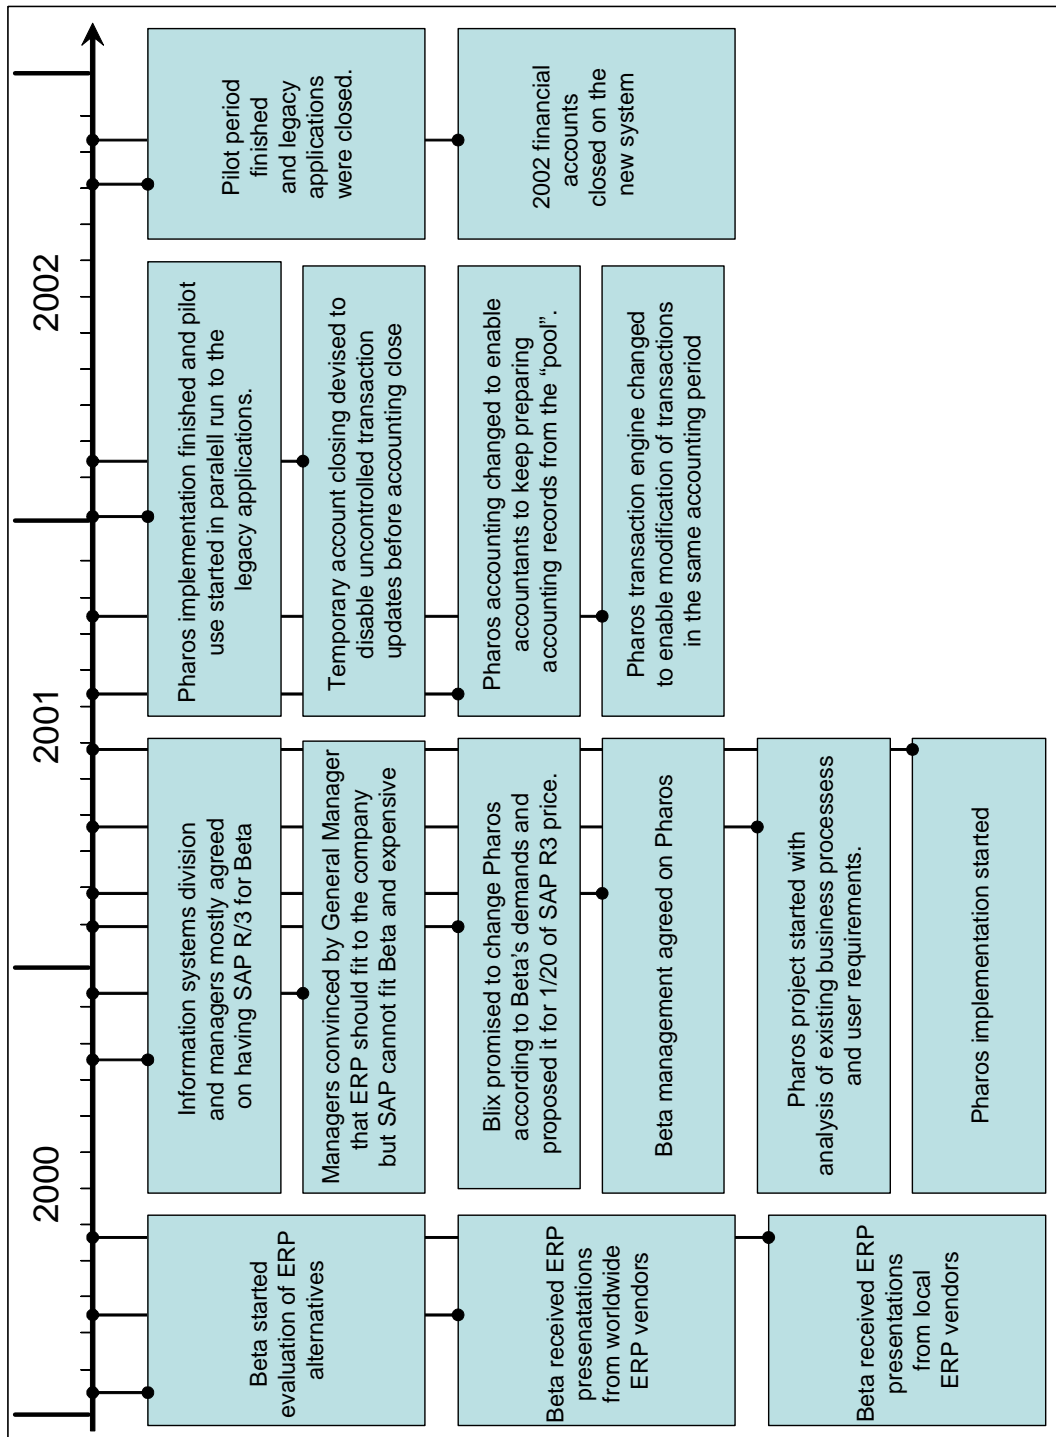 2000
2001
2002
Beta started
evaluation of ERP
alternatives
Beta received ERP
presenatations
from worldwide
ERP vendors
Beta received ERP
presentations
from local
ERP vendors
Information systems division
and managers mostly agreed
on having SAP R/3 for Beta
Managers convinced by General Manager
that ERP should fit to the company
but SAP cannot fit Beta and expensive
Blix promised to change Pharos
according to Beta’s demands and
proposed it for 1/20 of SAP R3 price.
Beta management agreed on Pharos
Pharos project started with
analysis of existing business processess
and user requirements.
Pharos implementation started
Pharos implementation finished and pilot
use started in paralell run to the
legacy applications.
Temporary account closing devised to
disable uncontrolled transaction
updates before accounting close
Pharos accounting changed to enable
accountants to keep preparing
accounting records from the “pool”.
Pharos transaction engine changed
to enable modification of transactions
in the same accounting period
Pilot period
finished
and legacy
applications
were closed.
2002 financial
accounts
closed on the
new system